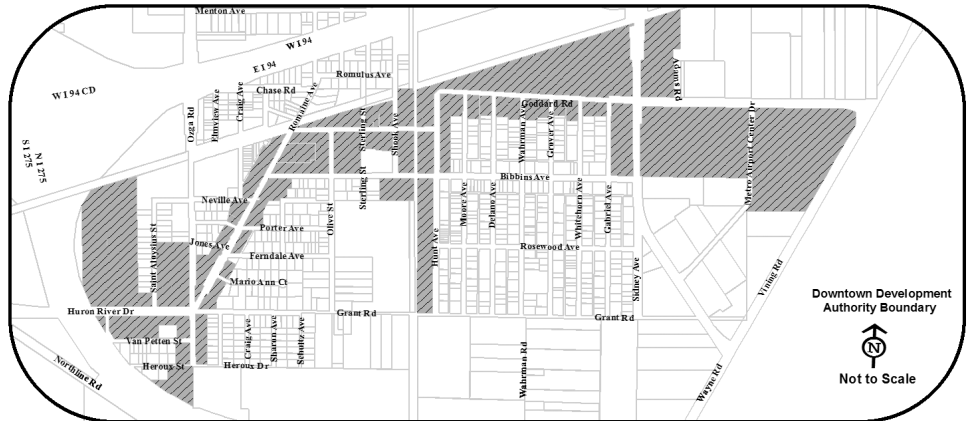 Menton Ave
W I 94
E I 94
Romulus Ave
Adams Rd
W I 94 CD
Chase Rd
Craig Ave
Elmview Ave
Romaine Ave
Goddard Rd
Metro Airport Center Dr
Ozga Rd
Sterling St
Shook Ave
Wahrman Ave
Grover Ave
S I 275
N I 275
Bibbins Ave
Sterling St
Neville Ave
Olive St
Moore Ave
Delano Ave
Whitehorn Ave
Gabriel Ave
Porter Ave
Saint Aloysius St
Jones Ave
Hunt Ave
Rosewood Ave
Ferndale Ave
Mario Ann Ct
Sidney Ave
Vining Rd
Downtown Development
Authority Boundary
Huron River Dr
Grant Rd
Grant Rd
N
Van Petten St
Craig Ave
Sharon Ave
Schultz Ave
Wahrman Rd
Not to Scale
Heroux St
Heroux Dr
Northline Rd
Wayne Rd